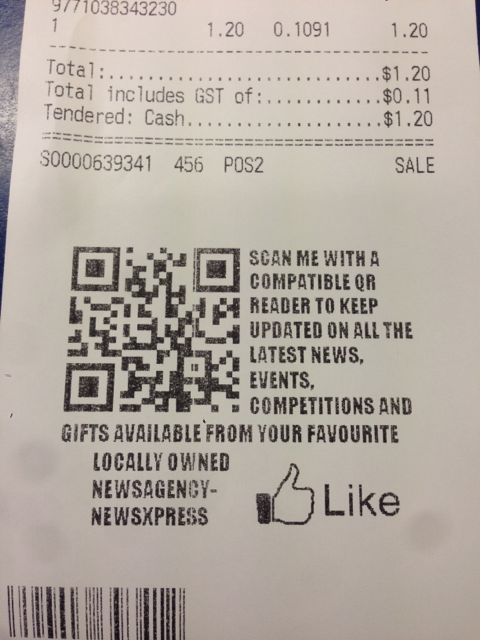 9771038343230
1 1.20 0.1091 1.20
Total:..............................$1.20
Total includes GST of:............$0.11
Tendered: Cash.....................$1.20
S0000639341 456 POS2 SALE
SCAN ME WITH A
COMPATIBLE QR
READER TO KEEP
UPDATED ON ALL THE
LATEST NEWS,
EVENTS,
COMPETITIONS AND
GIFTS AVAILABLE FROM YOUR FAVOURITE
LOCALLY OWNED
NEWSAGENCY-
NEWSXPRESS
Like